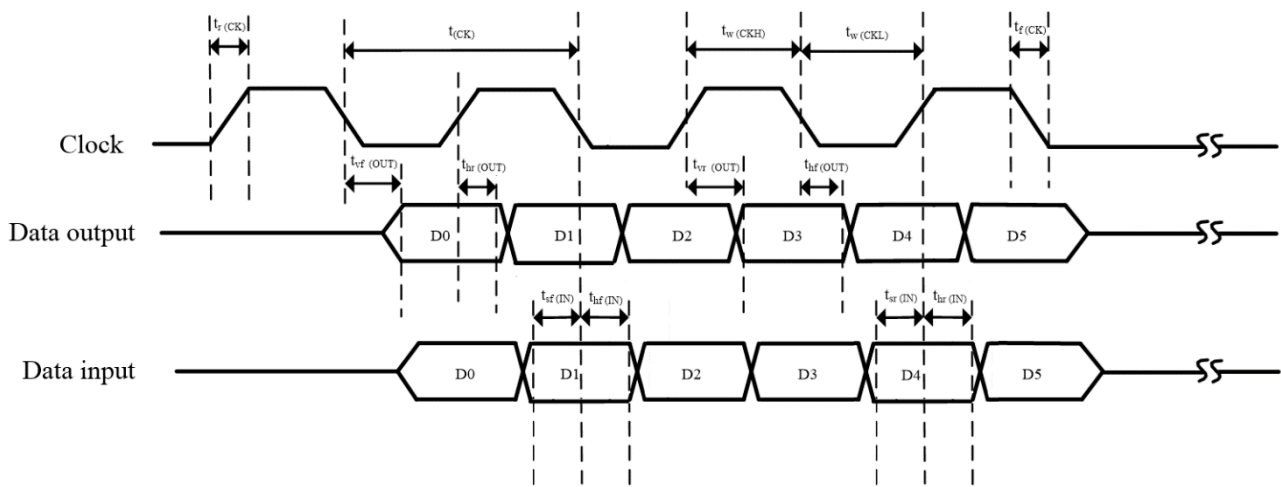 tr (CK)
t(CK)
tw (CKH)
tw (CKL)
tf (CK)
Clock
tvf (OUT)
thr (OUT)
tvr (OUT)
thf (OUT)
Data output
D0
D1
D2
D3
D4
D5
tsf (IN)
thf (IN)
tsr (IN)
thr (IN)
Data input
D0
D1
D2
D3
D4
D5